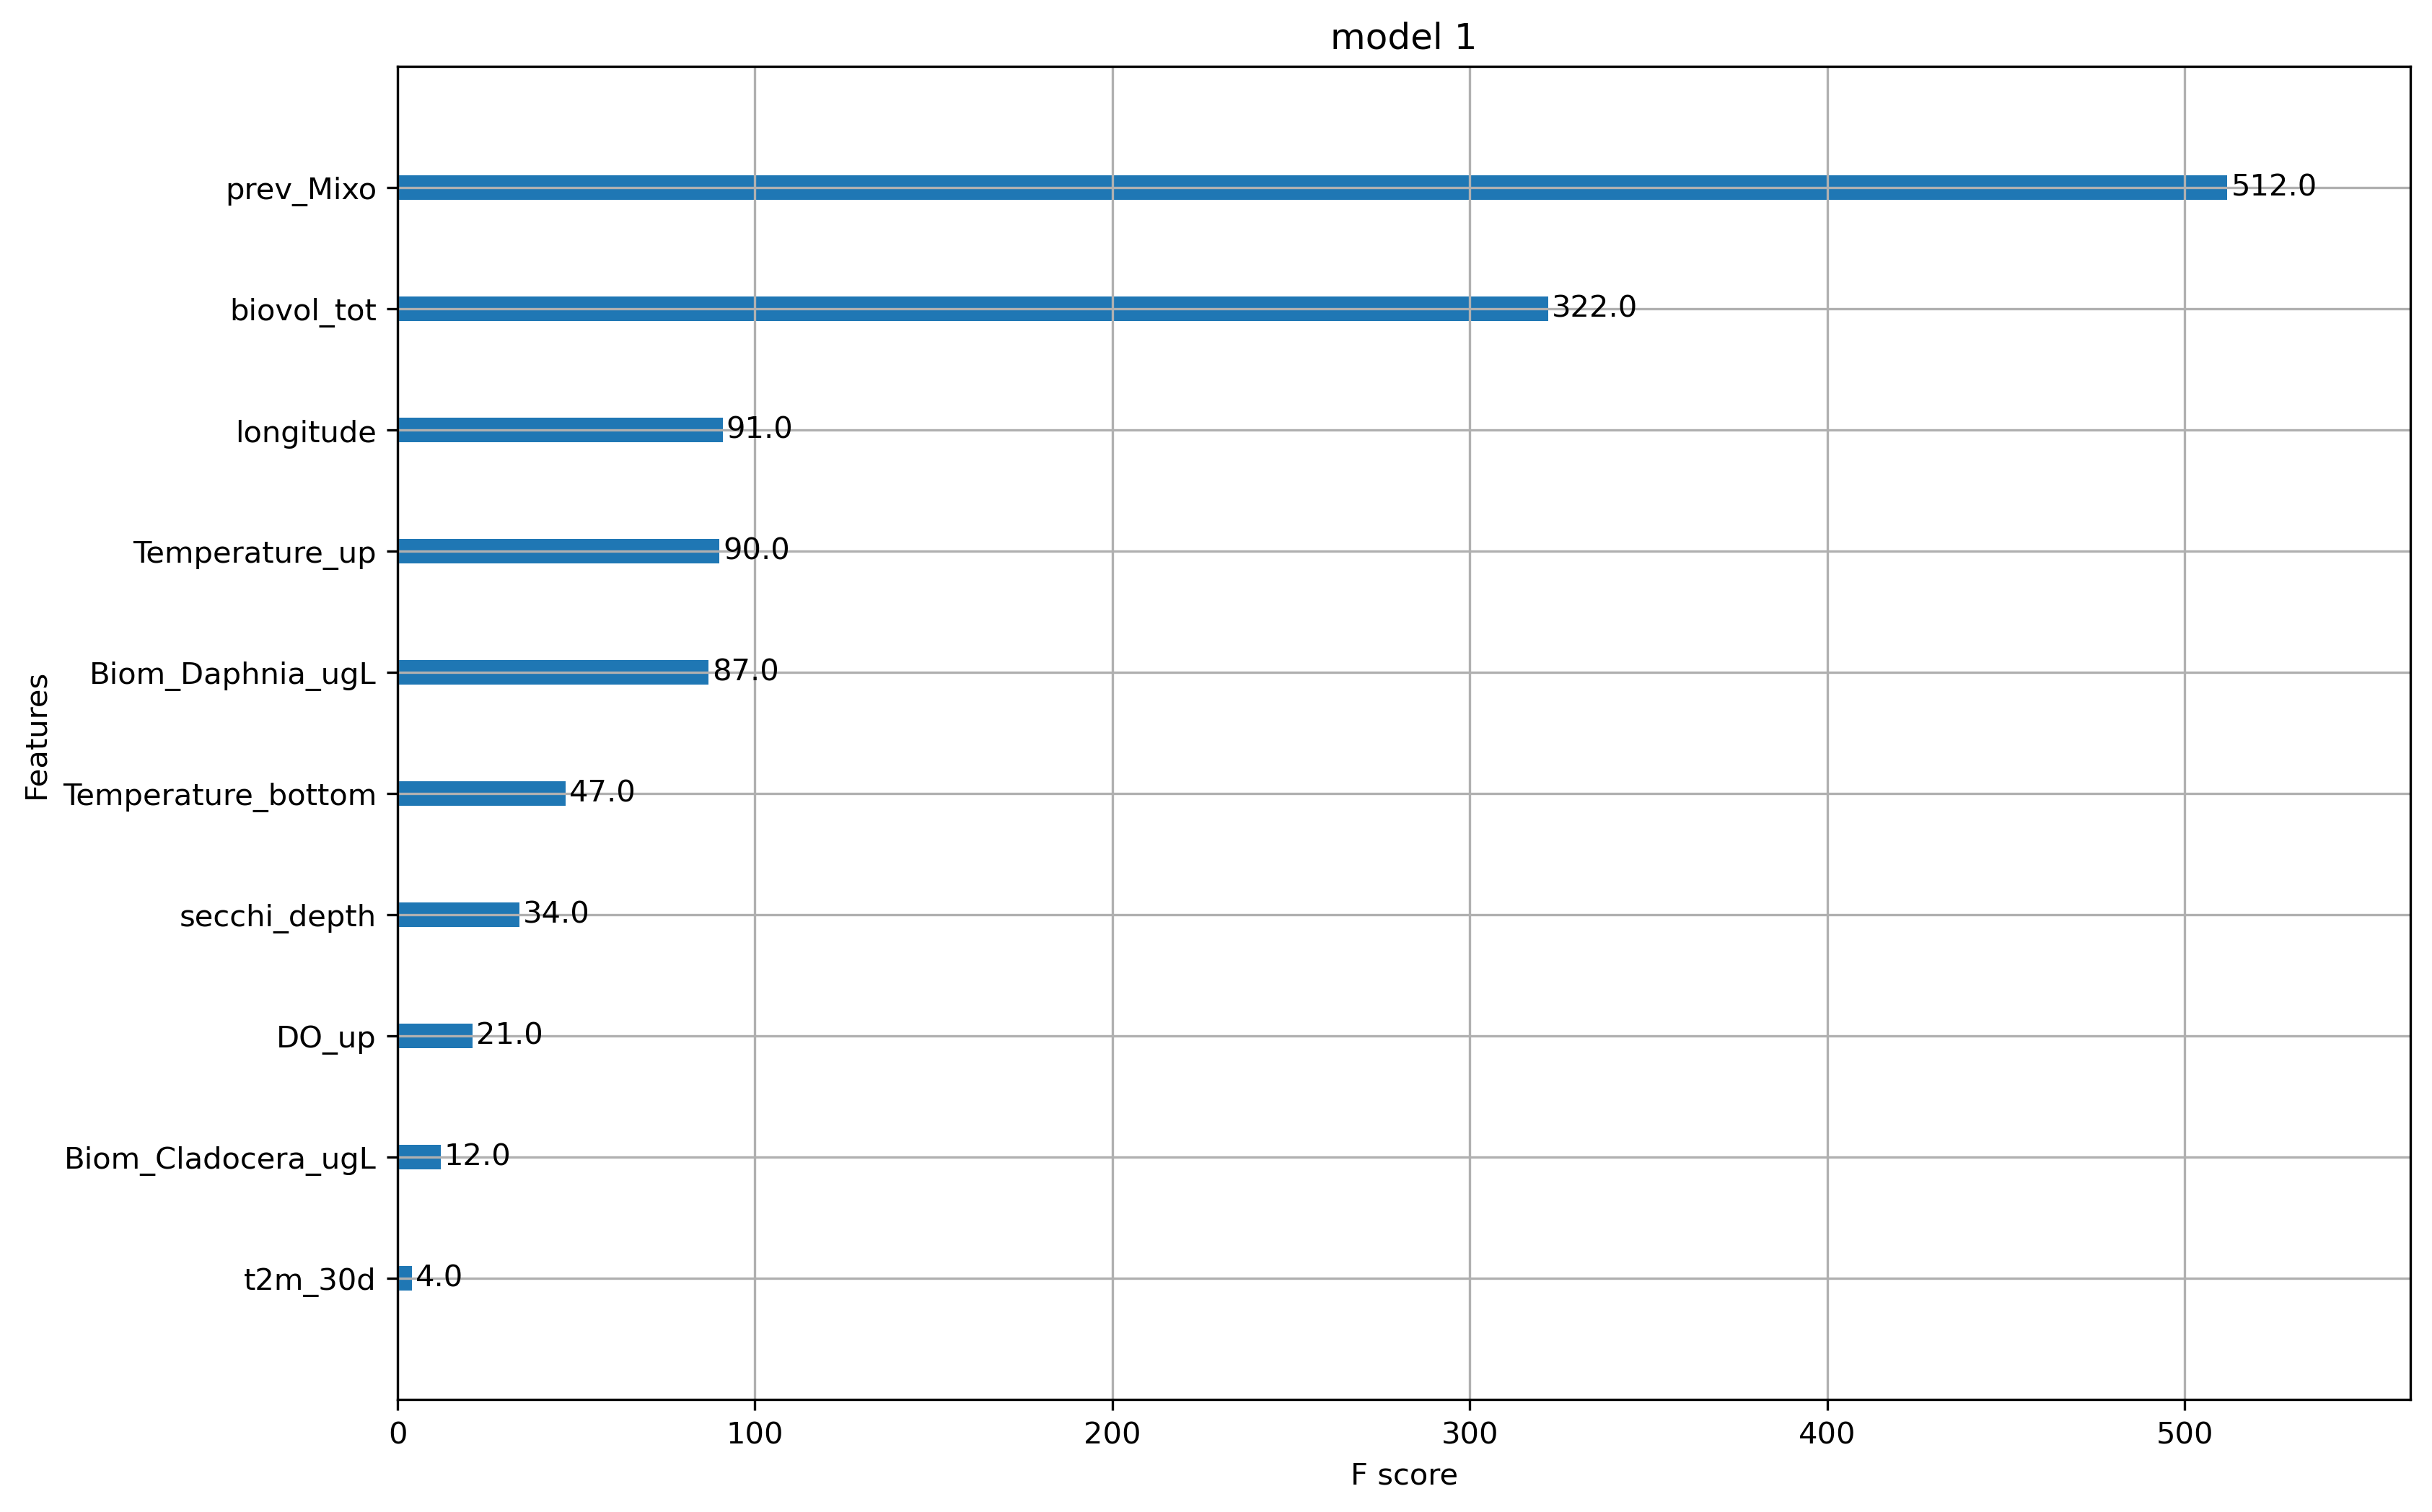 model 1
prev_Mixo
512.0
biovol_tot
322.0
longitude
91.0
Temperature_up
90.0
Biom_Daphnia_ugL
87.0
Temperature_bottom
47.0
secchi_depth
34.0
DO_up
21.0
Biom_Cladocera_ugL
12.0
t2m_30d
4.0
Features
0 100 200 300 400 500
F score